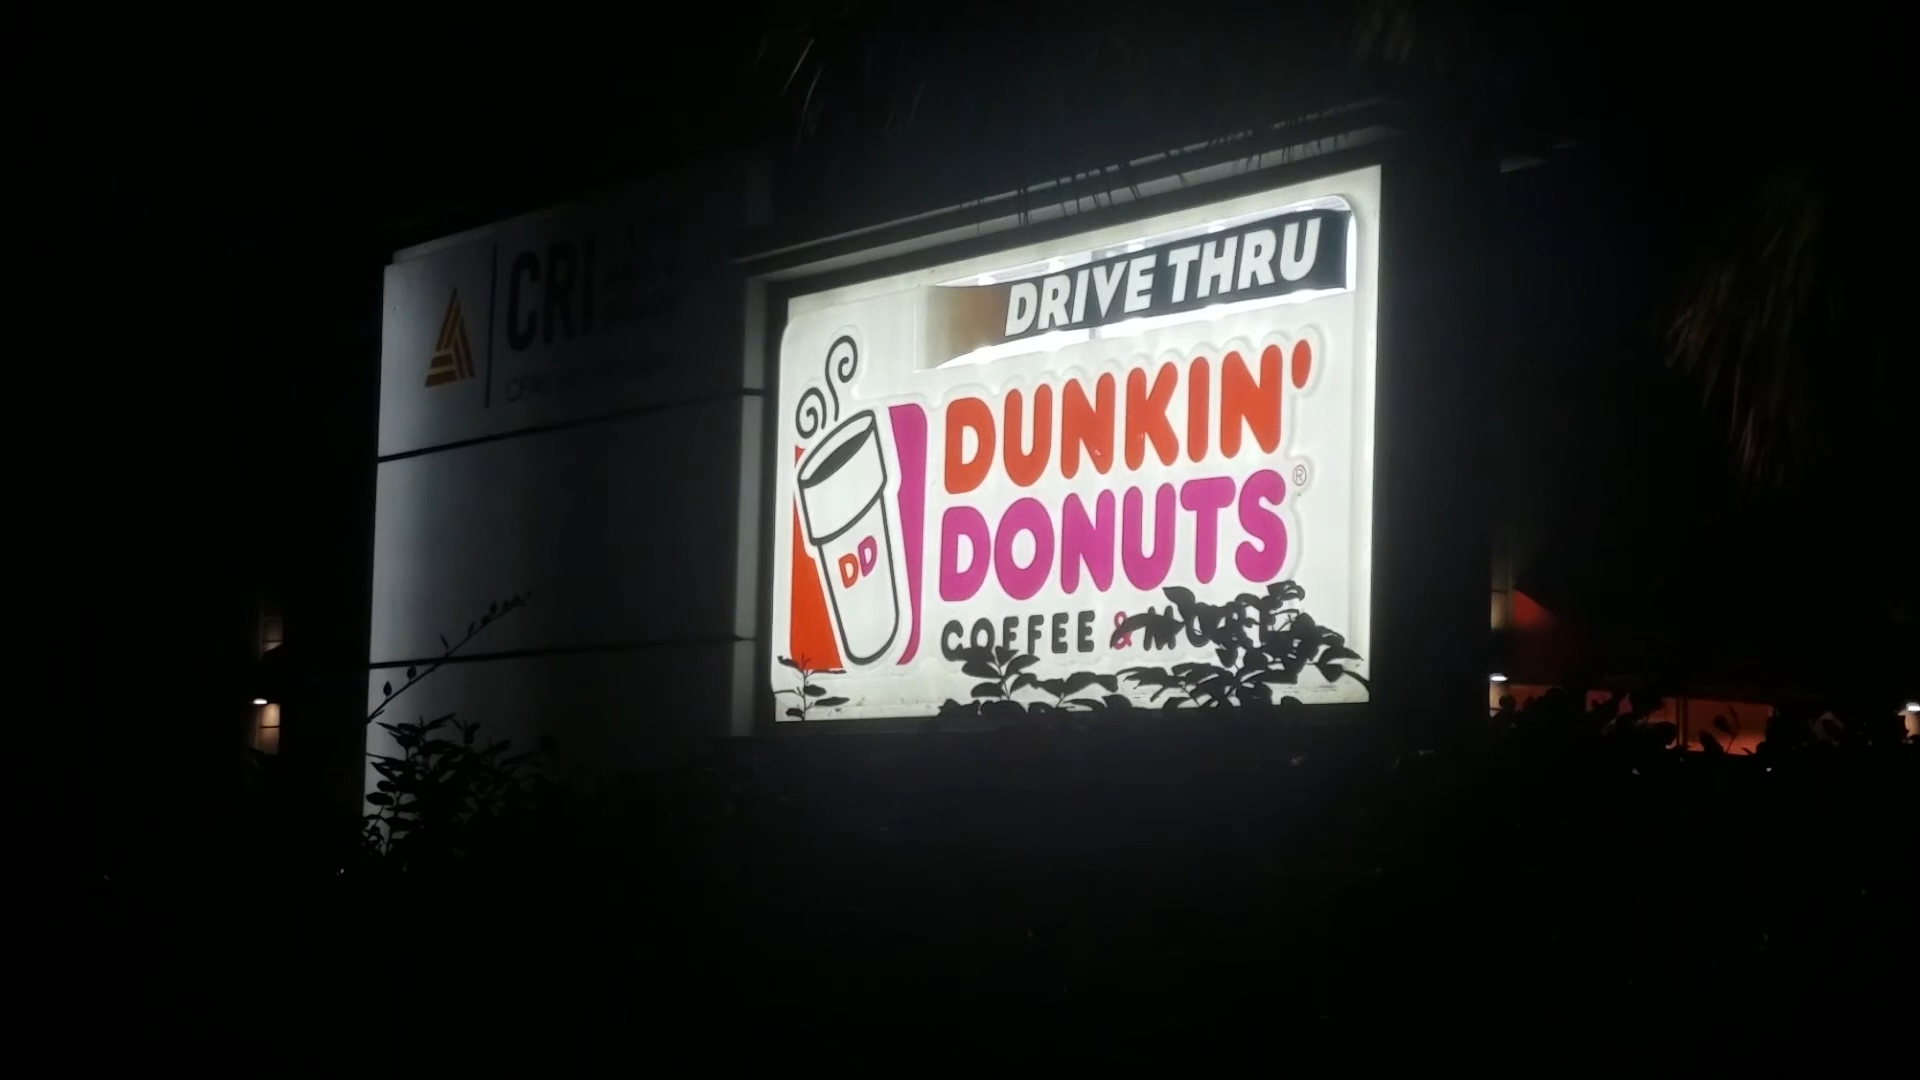 CRI
DRIVE THRU
DUNKIN'
DONUTS®
DD
COFFEE &